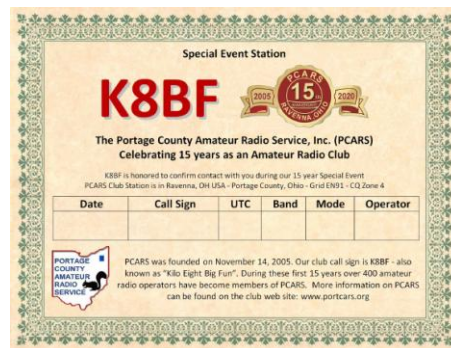 Special Event Station
K8BF
2005
PCARS
15
RAVENNA, OHIO
2020
The Portage County Amateur Radio Service, Inc. (PCARS)
Celebrating 15 years as an Amateur Radio Club
K8BF is honored to confirm contact with you during our 15 year Special Event
PCARS Club Station is in Ravenna, OH USA - Portage County, Ohio - Grid EN91 - CQ Zone 4
Date Call Sign UTC Band Mode Operator
PORTAGE
COUNTY
AMATEUR
RADIO
SERVICE
PCARS was founded on November 14, 2005. Our club call sign is K8BF - also
known as "Kilo Eight Big Fun". During these first 15 years over 400 amateur
radio operators have become members of PCARS. More information on PCARS
can be found on the club web site: www.portcars.org